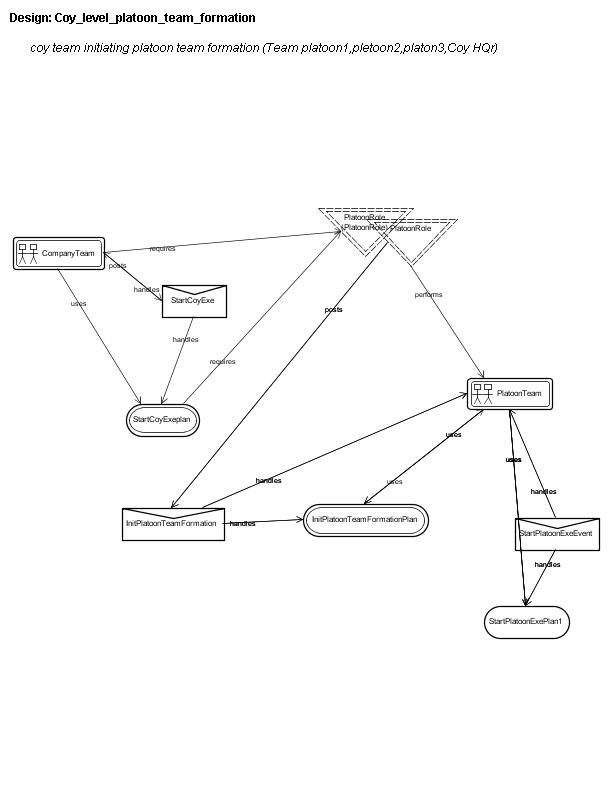 Design: Coy_level_platoon_team_formation
coy team initiating platoon team formation (Team platoon1,pletoon2,platon3,Coy HQr)
PlatoonRole
(PlatoonRole)
PlatoonRole
CompanyTeam
requires
posts
handles
StartCoyExe
performs
uses
posts
handles
requires
PlatoonTeam
StartCoyExeplan
uses
uses
handles
uses
handles
InitPlatoonTeamFormation
handles
InitPlatoonTeamFormationPlan
StartPlatoonExeEvent
handles
StartPlatoonExePlan1